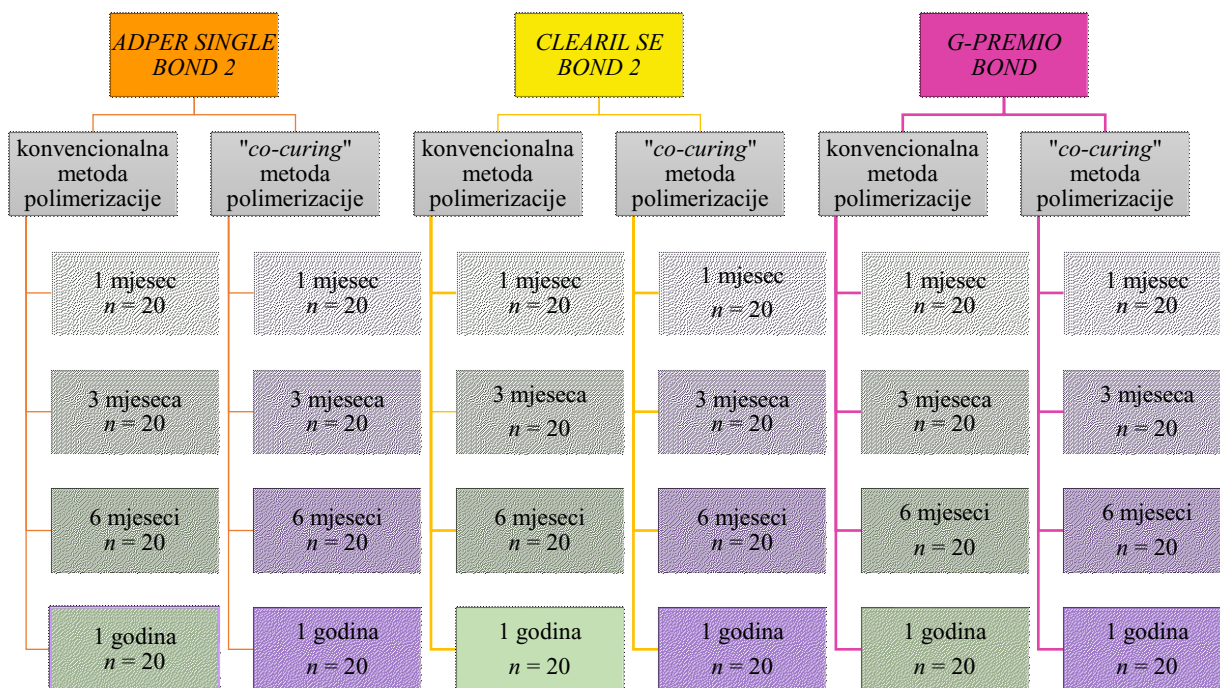 ADPER SINGLE
BOND 2
CLEARIL SE
BOND 2
G-PREMIO
BOND
konvencionalna
metoda
polimerizacije
"co-curing"
metoda
polimerizacije
konvencionalna
metoda
polimerizacije
"co-curing"
metoda
polimerizacije
konvencionalna
metoda
polimerizacije
"co-curing"
metoda
polimerizacije
1 mjesec
n = 20
1 mjesec
n = 20
1 mjesec
n = 20
1 mjesec
n = 20
1 mjesec
n = 20
1 mjesec
n = 20
3 mjeseca
n = 20
3 mjeseca
n = 20
3 mjeseca
n = 20
3 mjeseca
n = 20
3 mjeseca
n = 20
3 mjeseca
n = 20
6 mjeseci
n = 20
6 mjeseci
n = 20
6 mjeseci
n = 20
6 mjeseci
n = 20
6 mjeseci
n = 20
6 mjeseci
n = 20
1 godina
n = 20
1 godina
n = 20
1 godina
n = 20
1 godina
n = 20
1 godina
n = 20
1 godina
n = 20